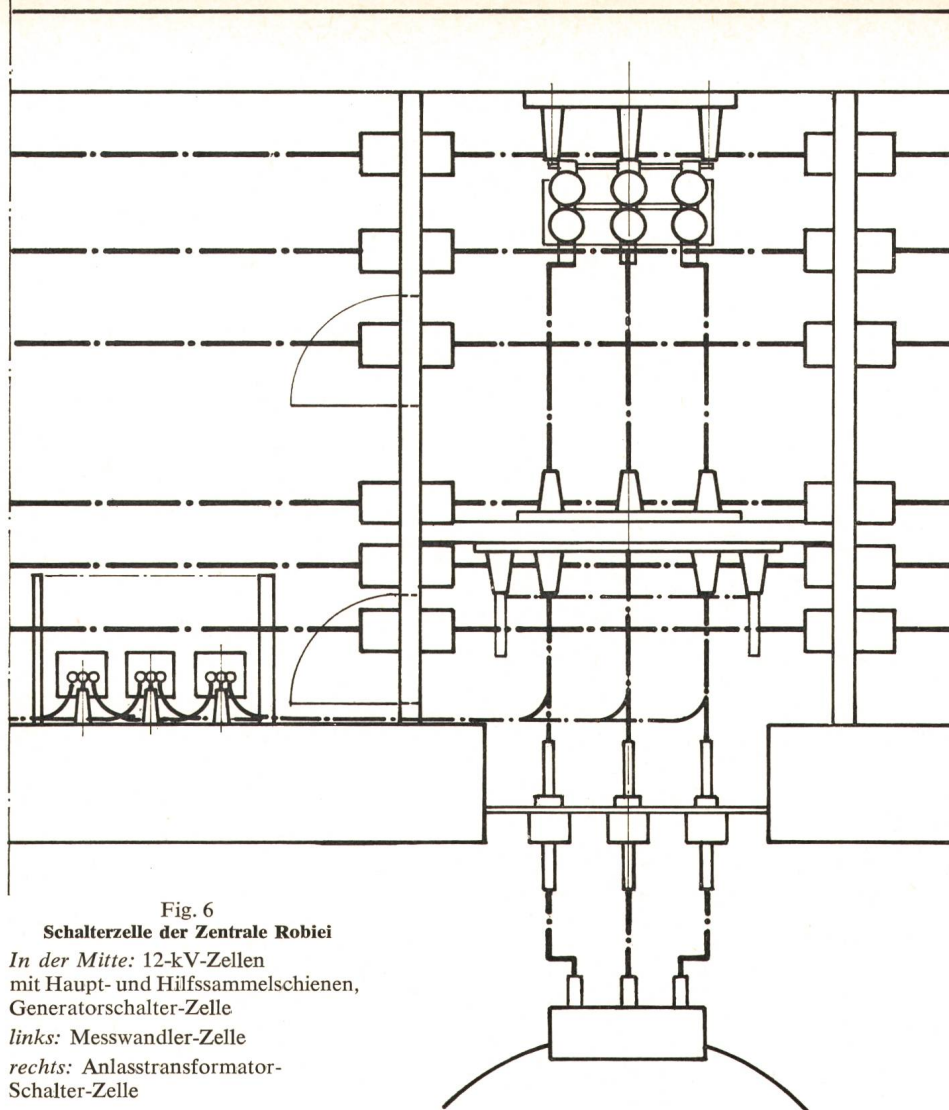 Fig. 6
Schalterzelle der Zentrale Robiei
In der Mitte: 12-kV-Zellen
mit Haupt- und Hilfssammelschienen,
Generatorschalter-Zelle
links: Messwandler-Zelle
rechts: Anlasstransformator-
Schalter-Zelle